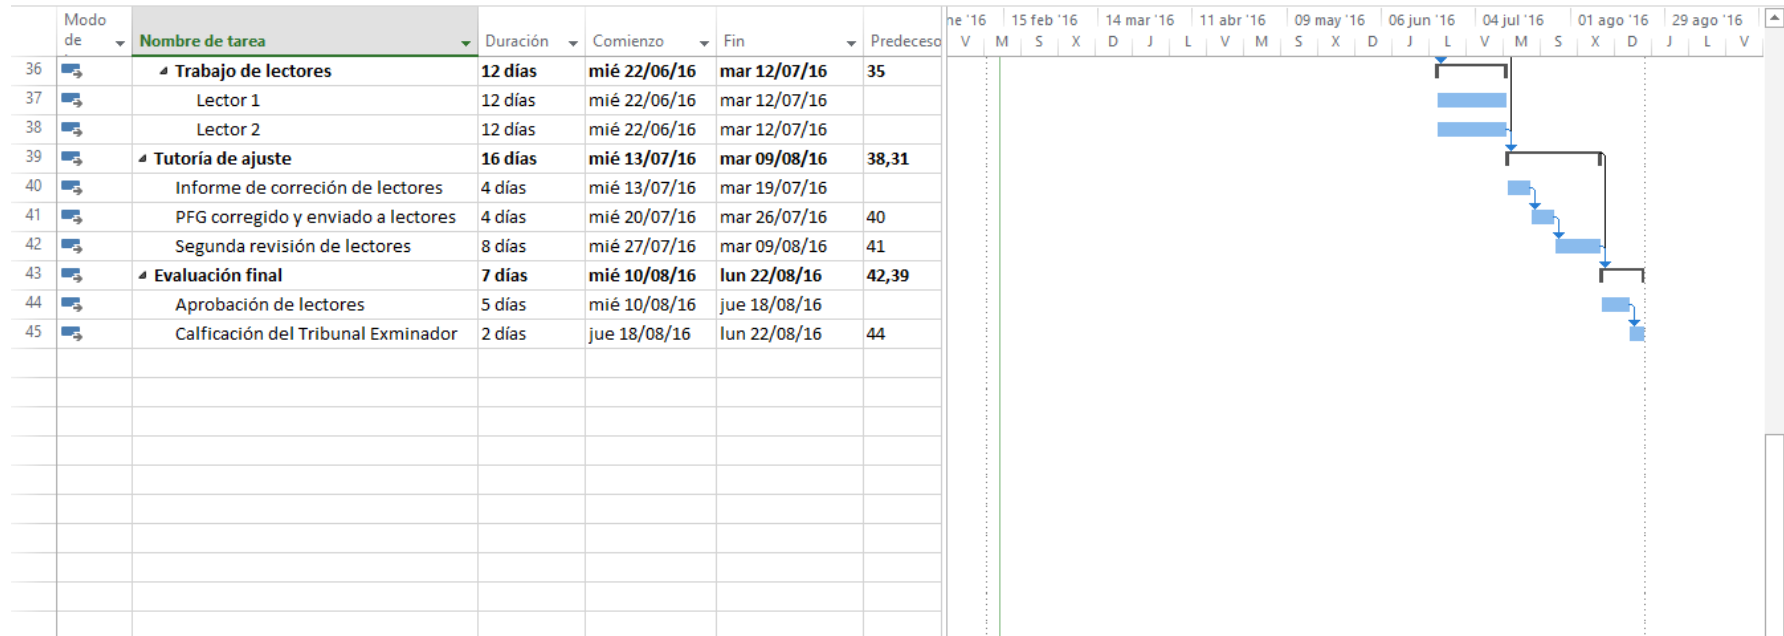 Modo de
Nombre de tarea Duración Comienzo Fin Predeceso
36 Trabajo de lectores 12 días mié 22/06/16 mar 12/07/16 35
37 Lector 1 12 días mié 22/06/16 mar 12/07/16
38 Lector 2 12 días mié 22/06/16 mar 12/07/16
39 Tutoría de ajuste 16 días mié 13/07/16 mar 09/08/16 38,31
40 Informe de correción de lectores 4 días mié 13/07/16 mar 19/07/16
41 PFG corregido y enviado a lectores 4 días mié 20/07/16 mar 26/07/16 40
42 Segunda revisión de lectores 8 días mié 27/07/16 mar 09/08/16 41
43 Evaluación final 7 días mié 10/08/16 lun 22/08/16 42,39
44 Aprobación de lectores 5 días mié 10/08/16 jue 18/08/16
45 Calficación del Tribunal Exminador 2 días jue 18/08/16 lun 22/08/16 44
ne '16 15 feb '16 14 mar '16 11 abr '16 09 may '16 06 jun '16 04 jul '16 01 ago '16 29 ago '16
V M S X D J L V M S X D J L V M S X D J L V